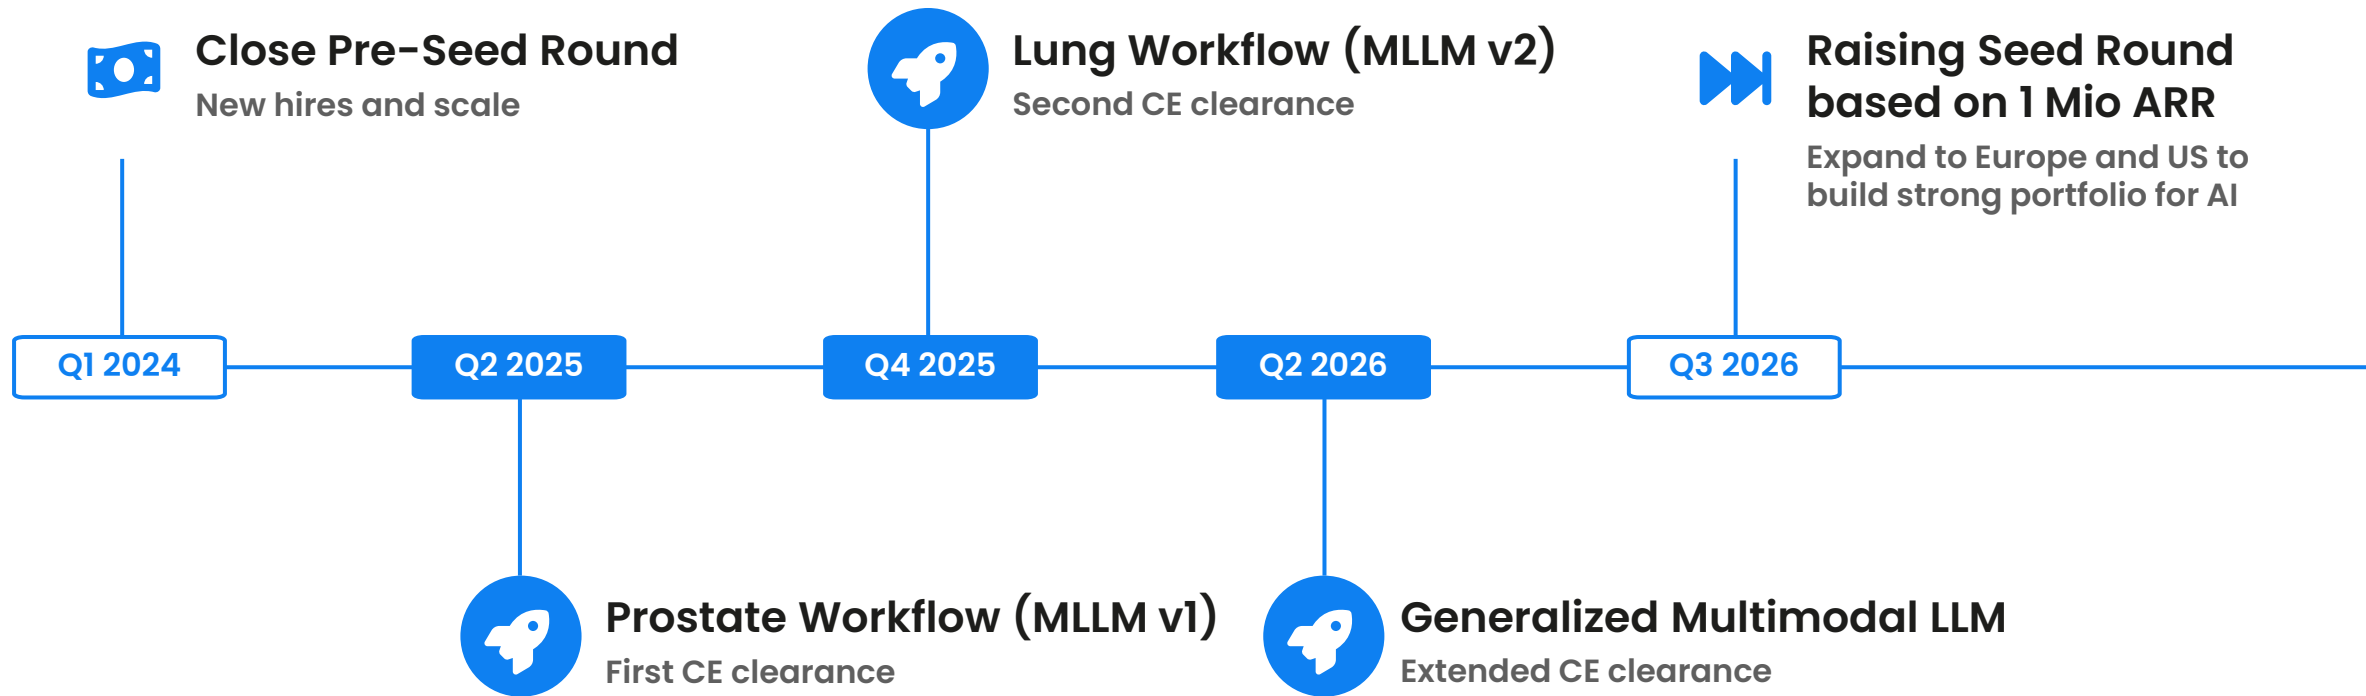 Close Pre-Seed Round
New hires and scale
Lung Workflow (MLLM v2)
Second CE clearance
Raising Seed Round
based on 1 Mio ARR
Expand to Europe and US to
build strong portfolio for AI
Q1 2024
Q2 2025
Q4 2025
Q2 2026
Q3 2026
Prostate Workflow (MLLM v1)
First CE clearance
Generalized Multimodal LLM
Extended CE clearance